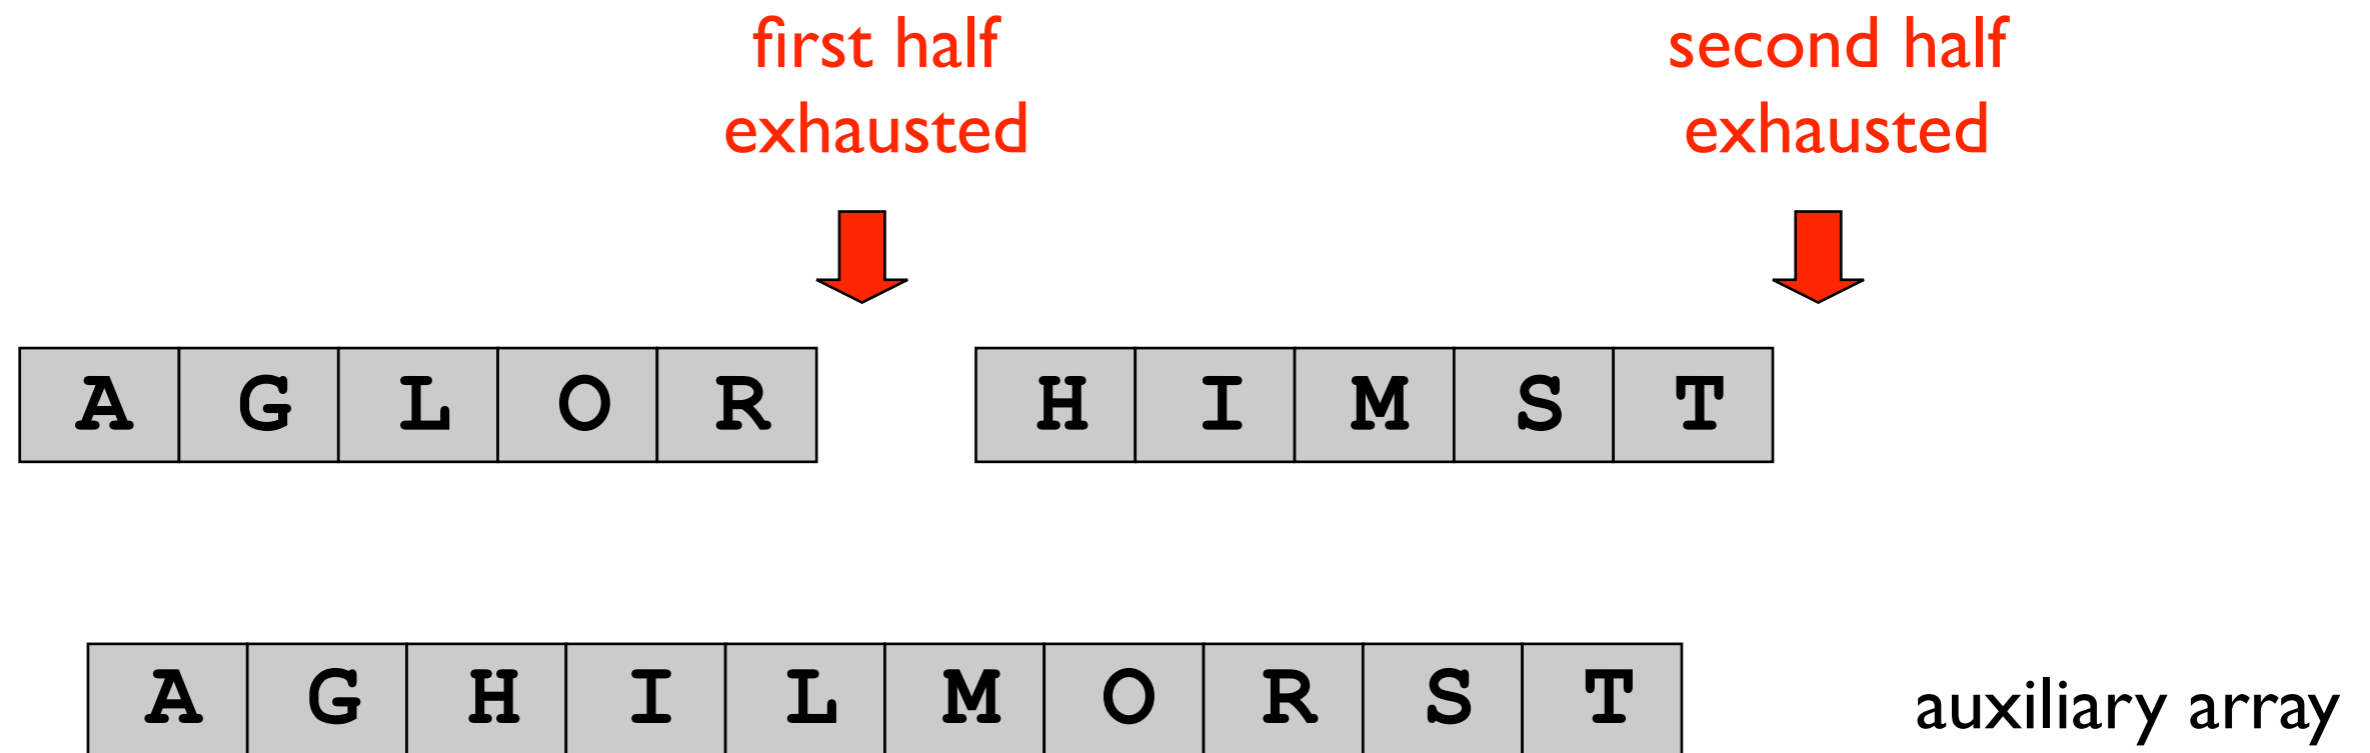 first half
exhausted
second half
exhausted
A G L O R
H I M S T
A G H I L M O R S T
auxiliary array